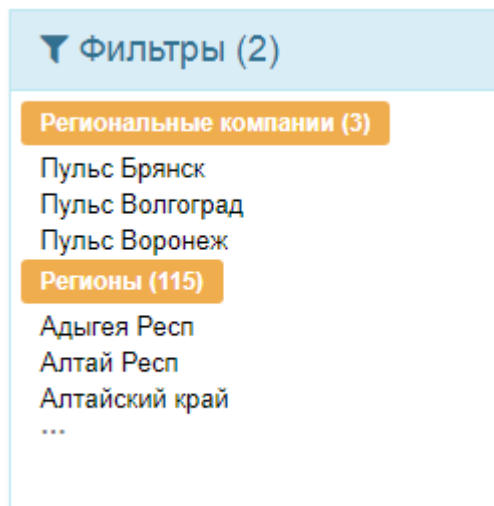 Фильтры (2)
Региональные компании (3)
Пульс Брянск
Пульс Волгоград
Пульс Воронеж
Регионы (115)
Адыгея Респ
Алтай Респ
Алтайский край
...